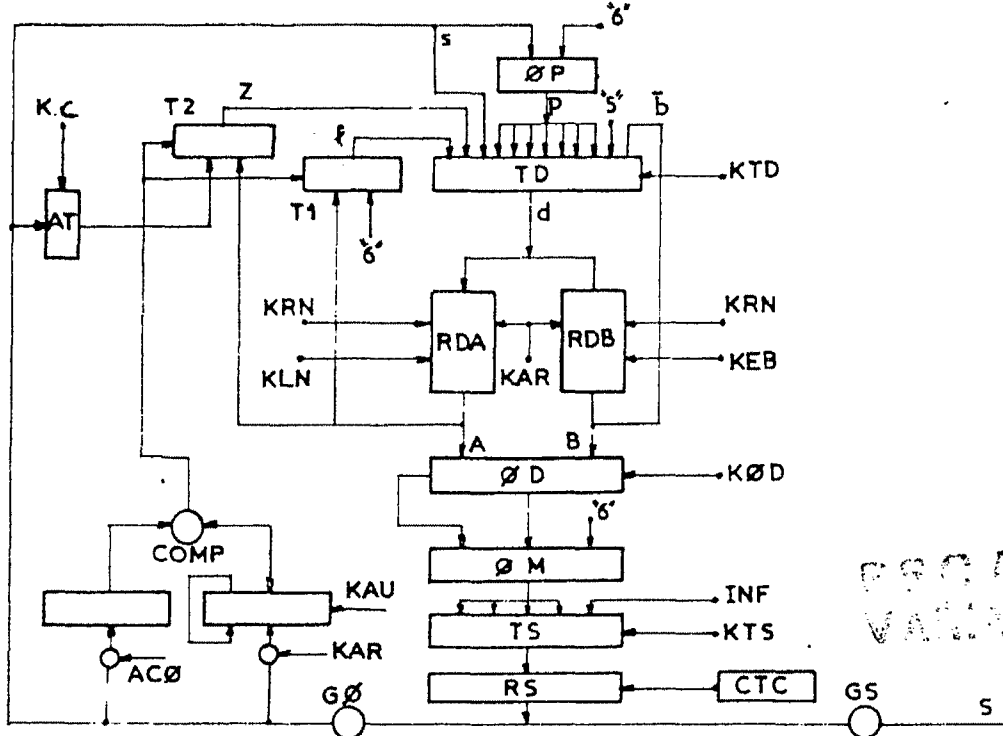 "6"
s
ØP
Z
K.C
T2
p
"5"
b̄
f
TD
KTD
AT
T1
"6"
d
KRN
RDA
RDB
KRN
KLN
KAR
KEB
A
B
ØD
KØD
"6"
COMP
ØM
KAU
INF
TS
KTS
KAR
ACØ
RS
CTC
GØ
GS
S